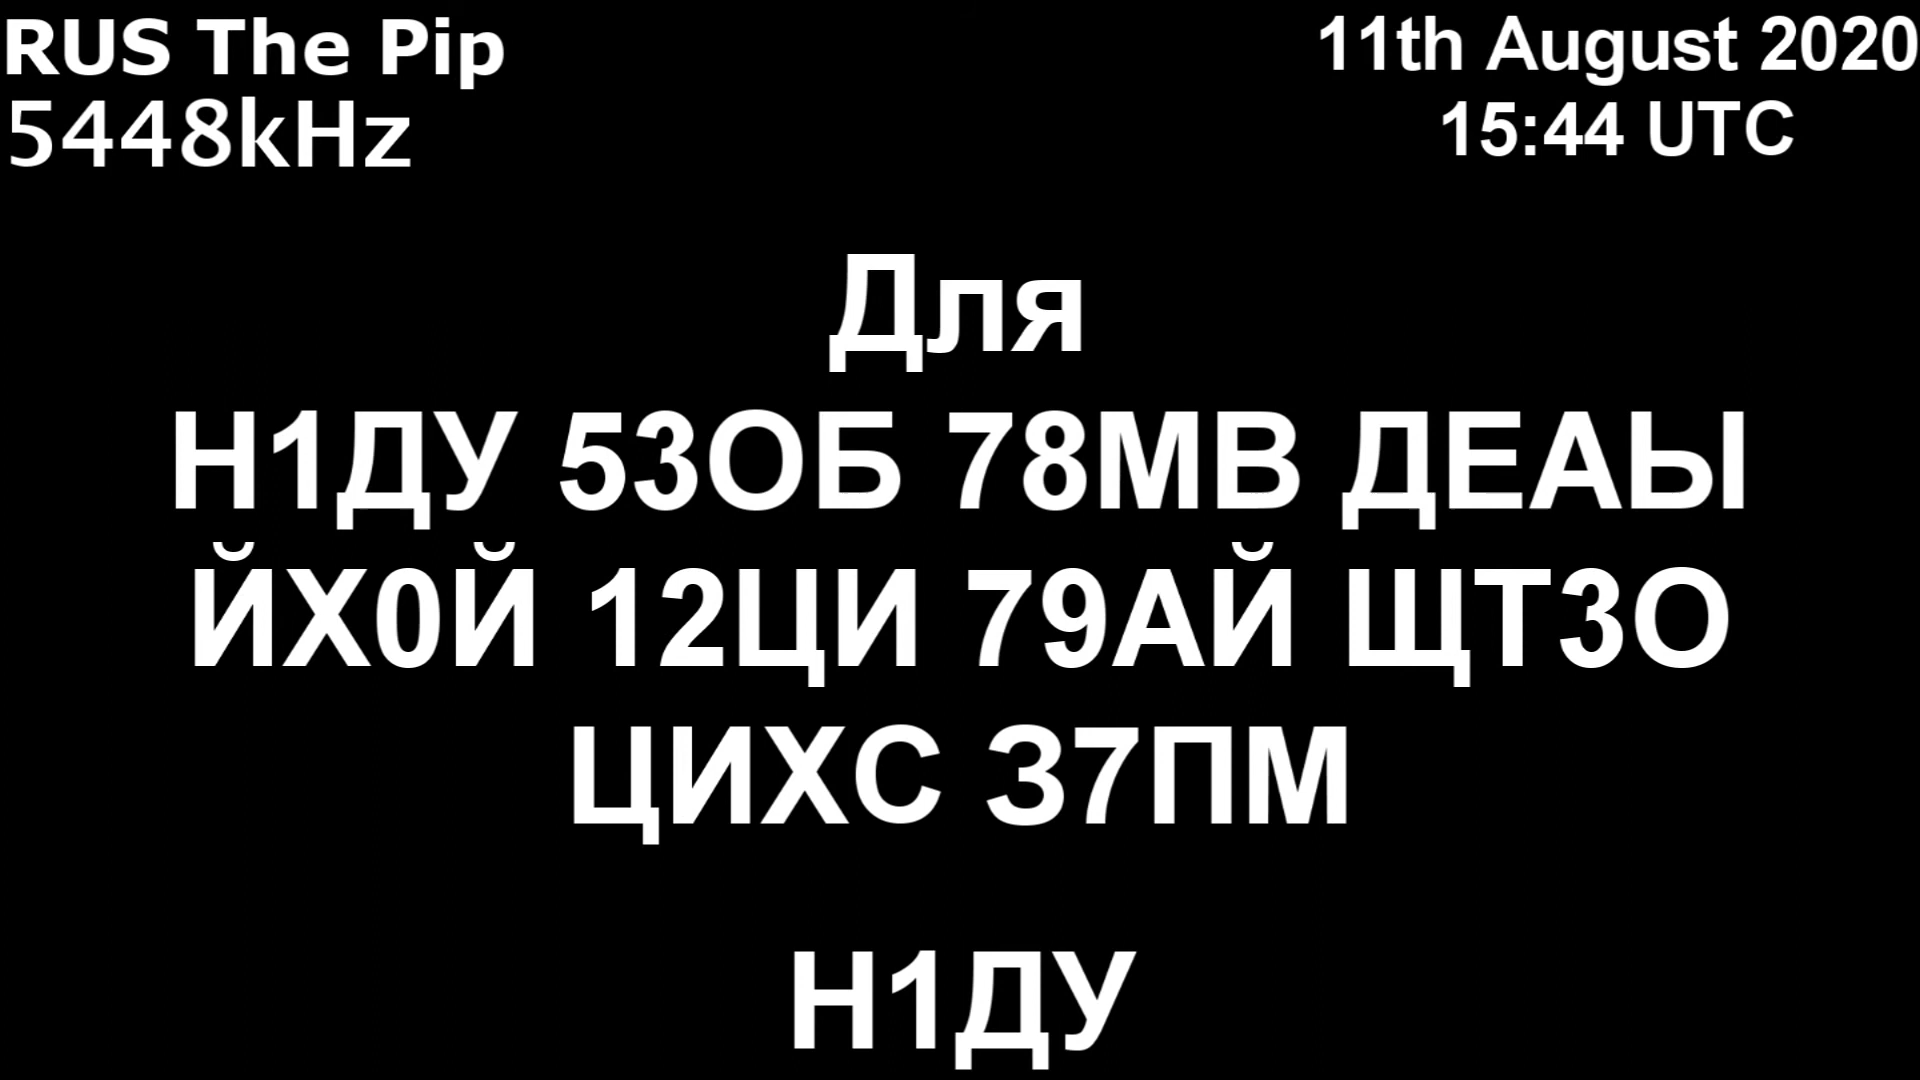 RUS The Pip
5448kHz
11th August 2020
15:44 UTC
Для
Н1ДУ 53ОБ 78МВ ДЕАЫ
ЙХ0Й 12ЦИ 79АЙ ЩТ3О
ЦИХС З7ПМ
Н1ДУ